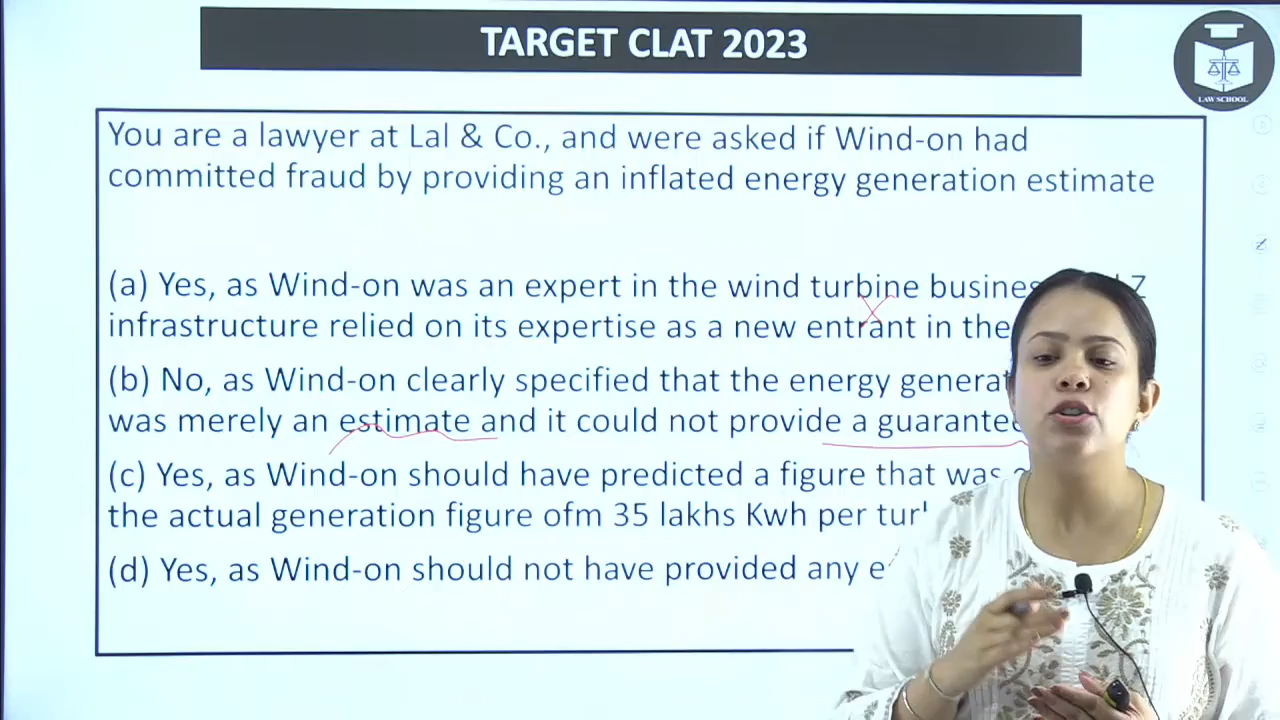 TARGET CLAT 2023
LAW SCHOOL
You are a lawyer at Lal & Co., and were asked if Wind-on had
committed fraud by providing an inflated energy generation estimate
(a) Yes, as Wind-on was an expert in the wind turbine Z
infrastructure relied on its expertise as a new entrant in the
(b) No, as Wind-on clearly specified that the energy
was merely an estimate and it could not provide a guarantee
(c) Yes, as Wind-on should have predicted a figure that was
the actual generation figure ofm 35 lakhs Kwh per
(d) Yes, as Wind-on should not have provided any